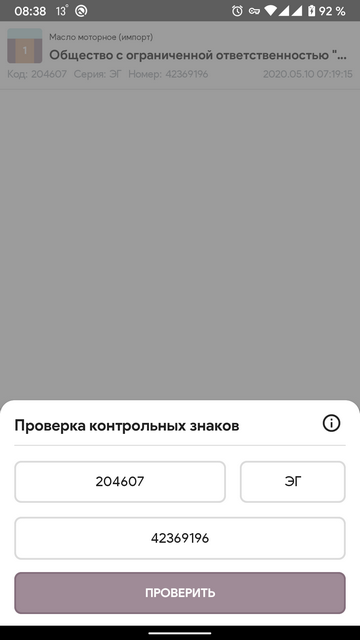 08:38 13° 92 %
1
Масло моторное (импорт)
Общество с ограниченной ответственностью "...
Код: 204607 Серия: ЭГ Номер: 42369196 2020.05.10 07:19:15
Проверка контрольных знаков
204607 ЭГ
42369196
ПРОВЕРИТЬ